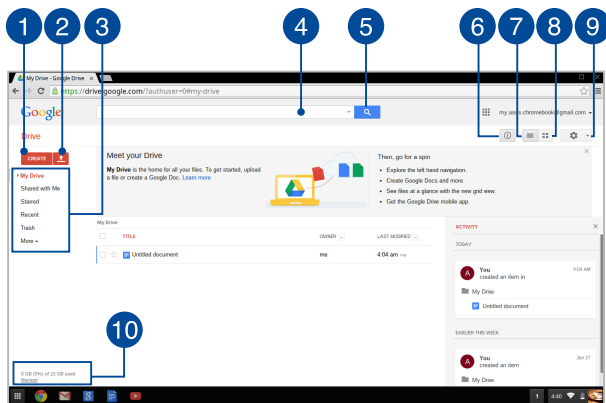 1 2 3 4 5 6 7 8 9
My Drive - Google Drive ×
https://drive.google.com/?authuser=0#my-drive
Google
my.asus.chromebook@gmail.com
Drive
CREATE
Meet your Drive
My Drive is the home for all your files. To get started, upload
a file or create a Google Doc. Learn more
Then, go for a spin
• Explore the left hand navigation.
• Create Google Docs and more.
• See files at a glance with the new grid view.
• Get the Google Drive mobile app.
My Drive
Shared with Me
Starred
Recent
Trash
More
My Drive
TITLE OWNER LAST MODIFIED
Untitled document me 4:04 am me
ACTIVITY
TODAY
A You 4:04 AM
created an item in
My Drive
Untitled document
EARLIER THIS WEEK
A You Jan 27
created an item
My Drive
10
0 GB (0%) of 15 GB used
Manage
8 1 4:40